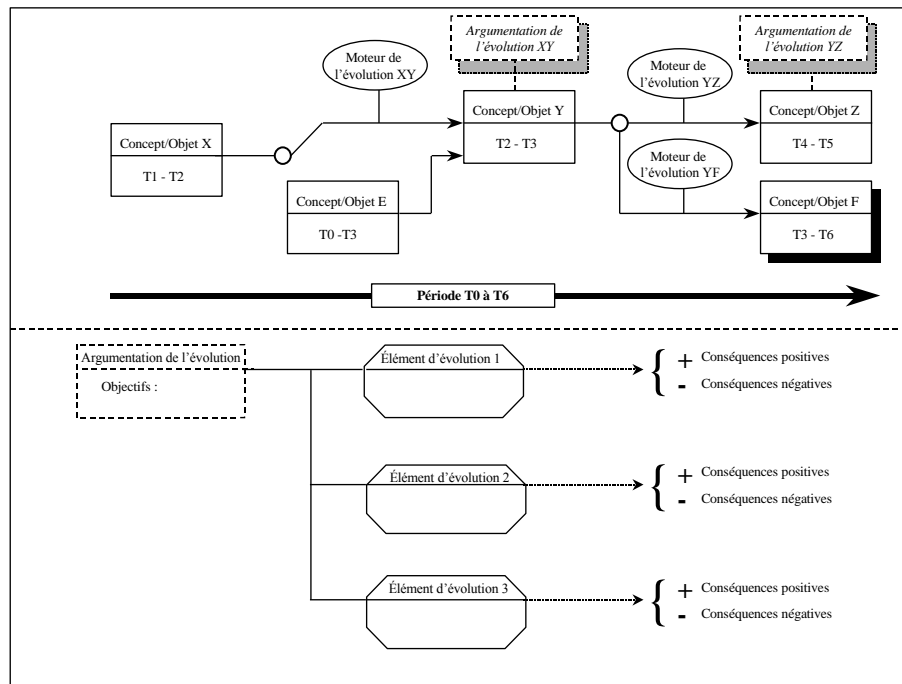 Argumentation de
l'évolution XY
Argumentation de
l'évolution YZ
Moteur de
l'évolution XY
Moteur de
l'évolution YZ
Concept/Objet X
T1 - T2
Concept/Objet Y
T2 - T3
Concept/Objet Z
T4 - T5
Moteur de
l'évolution YF
Concept/Objet E
T0 -T3
Concept/Objet F
T3 - T6
Période T0 à T6
Argumentation de l'évolution
Objectifs :
Élément d'évolution 1
+ Conséquences positives
- Conséquences négatives
Élément d'évolution 2
+ Conséquences positives
- Conséquences négatives
Élément d'évolution 3
+ Conséquences positives
- Conséquences négatives